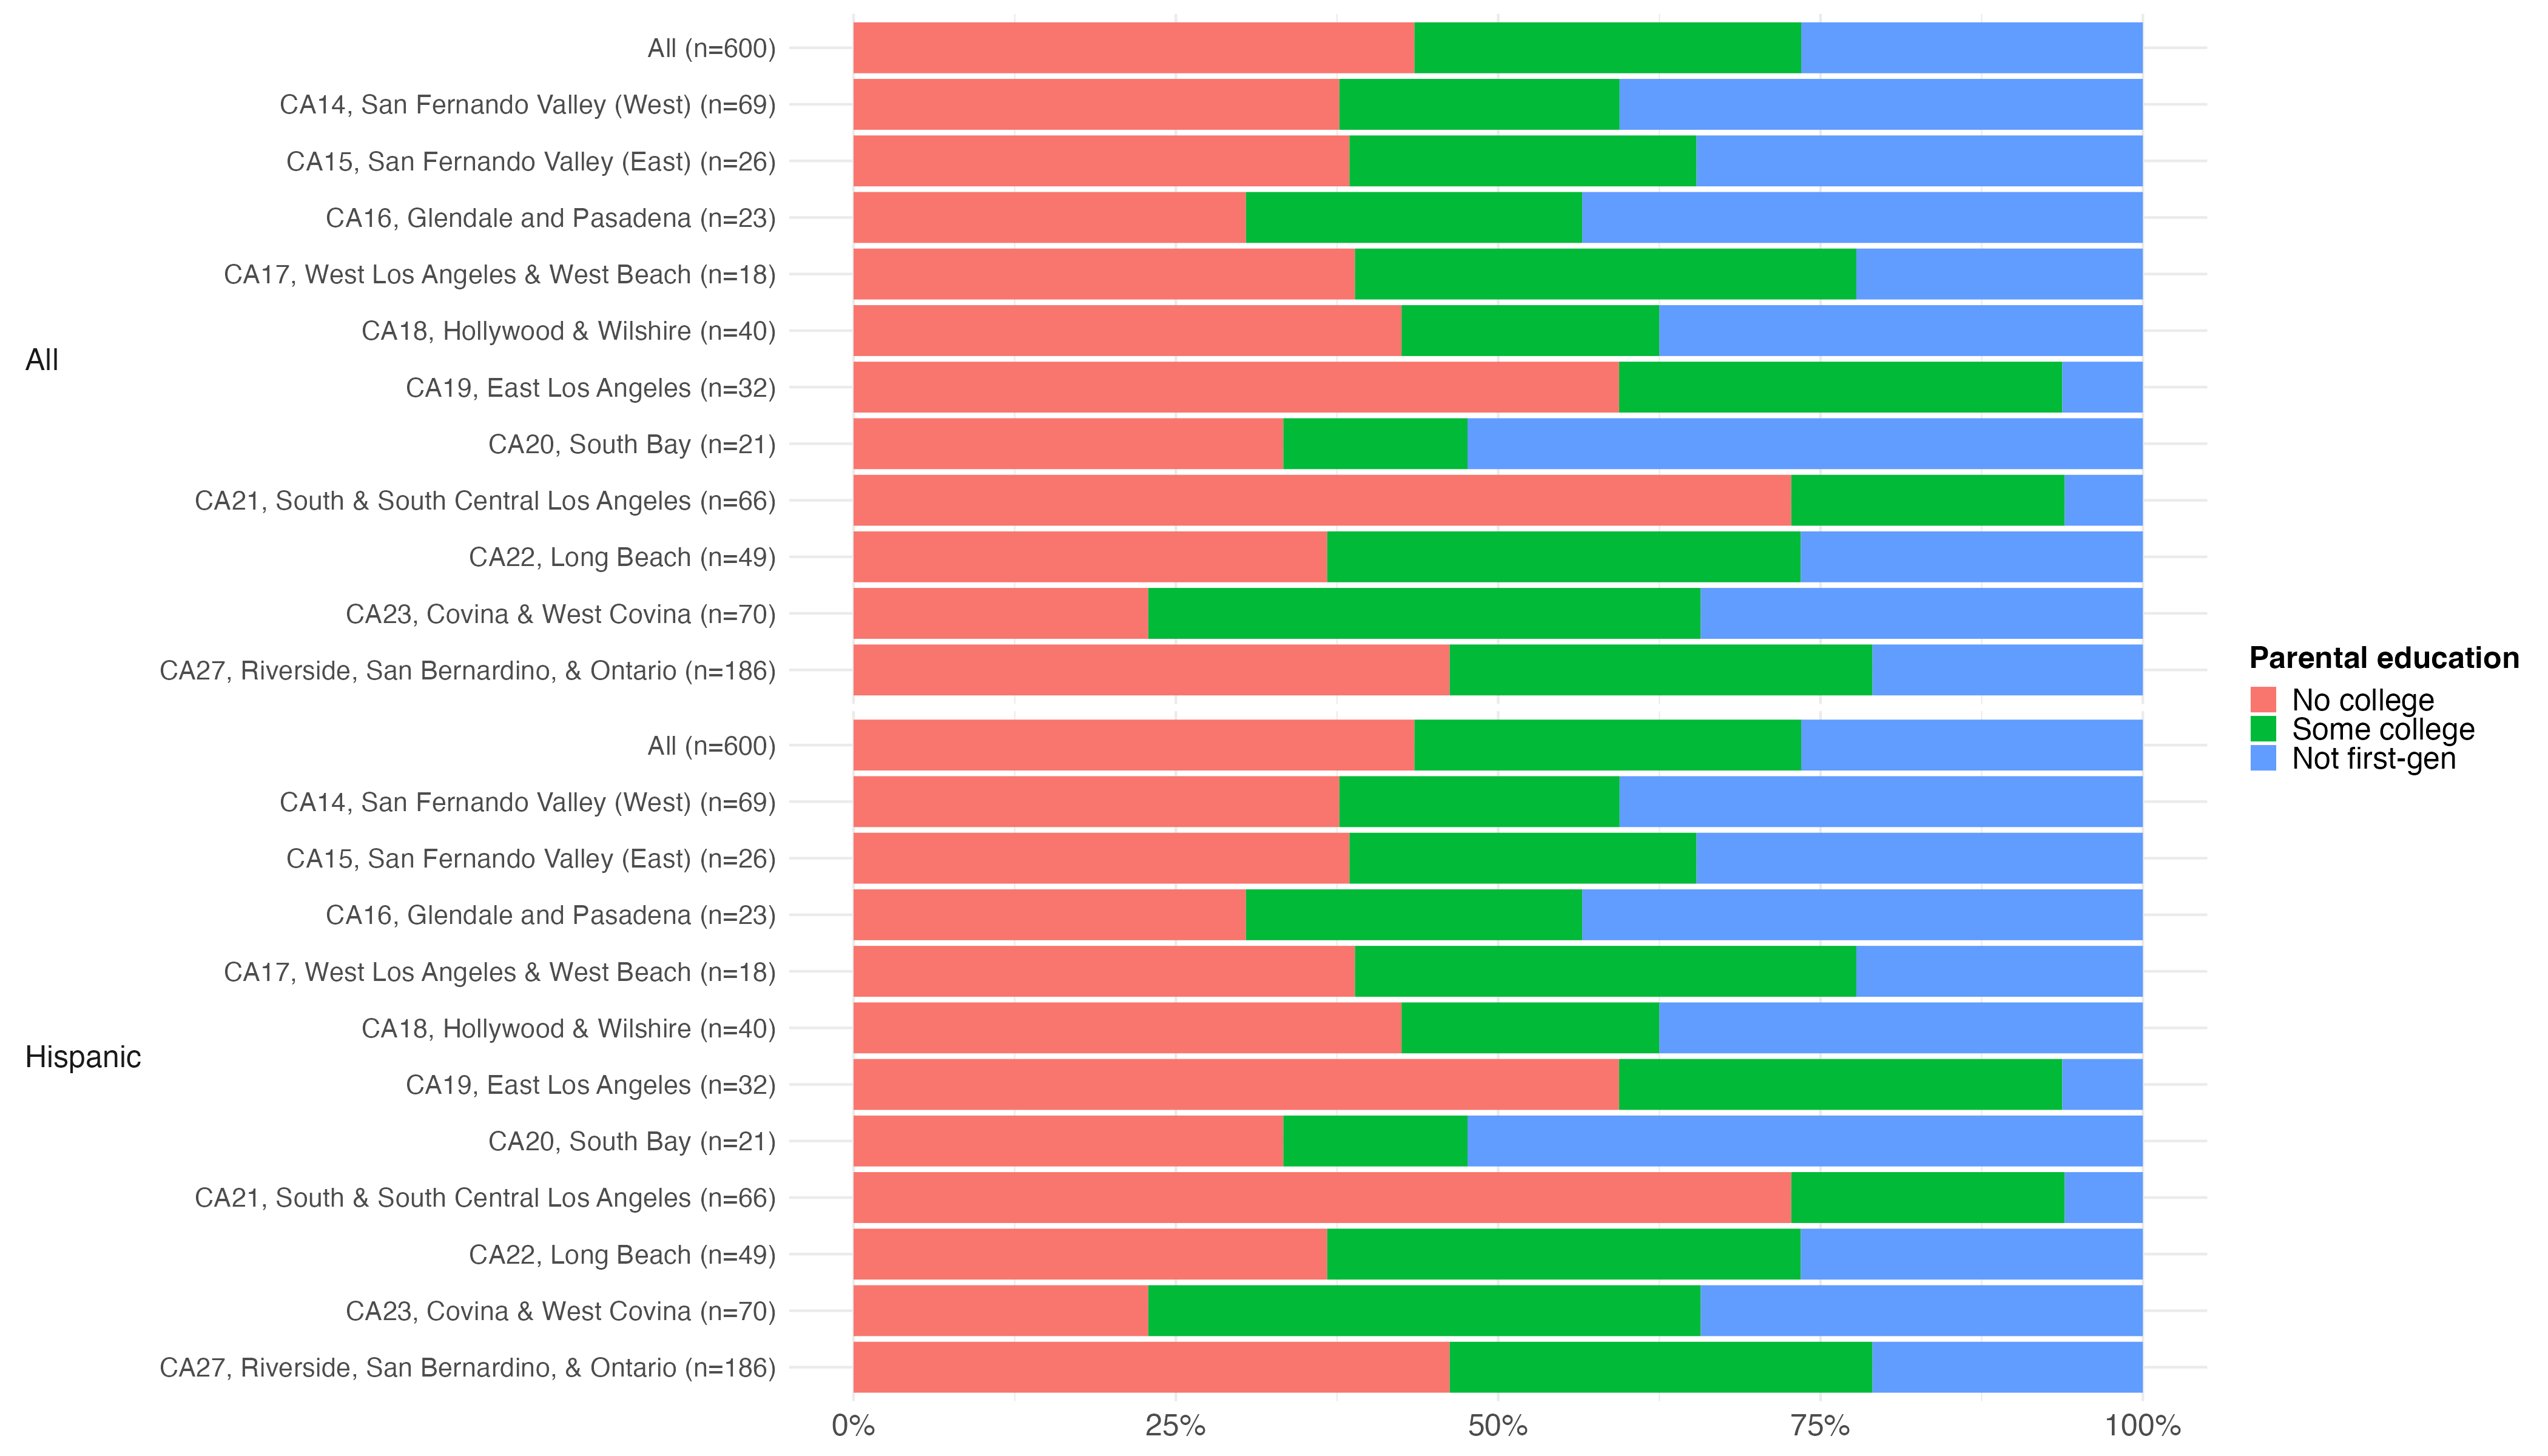 All
All (n=600)
CA14, San Fernando Valley (West) (n=69)
CA15, San Fernando Valley (East) (n=26)
CA16, Glendale and Pasadena (n=23)
CA17, West Los Angeles & West Beach (n=18)
CA18, Hollywood & Wilshire (n=40)
CA19, East Los Angeles (n=32)
CA20, South Bay (n=21)
CA21, South & South Central Los Angeles (n=66)
CA22, Long Beach (n=49)
CA23, Covina & West Covina (n=70)
CA27, Riverside, San Bernardino, & Ontario (n=186)
Hispanic
All (n=600)
CA14, San Fernando Valley (West) (n=69)
CA15, San Fernando Valley (East) (n=26)
CA16, Glendale and Pasadena (n=23)
CA17, West Los Angeles & West Beach (n=18)
CA18, Hollywood & Wilshire (n=40)
CA19, East Los Angeles (n=32)
CA20, South Bay (n=21)
CA21, South & South Central Los Angeles (n=66)
CA22, Long Beach (n=49)
CA23, Covina & West Covina (n=70)
CA27, Riverside, San Bernardino, & Ontario (n=186)
0% 25% 50% 75% 100%
Parental education
No college
Some college
Not first-gen